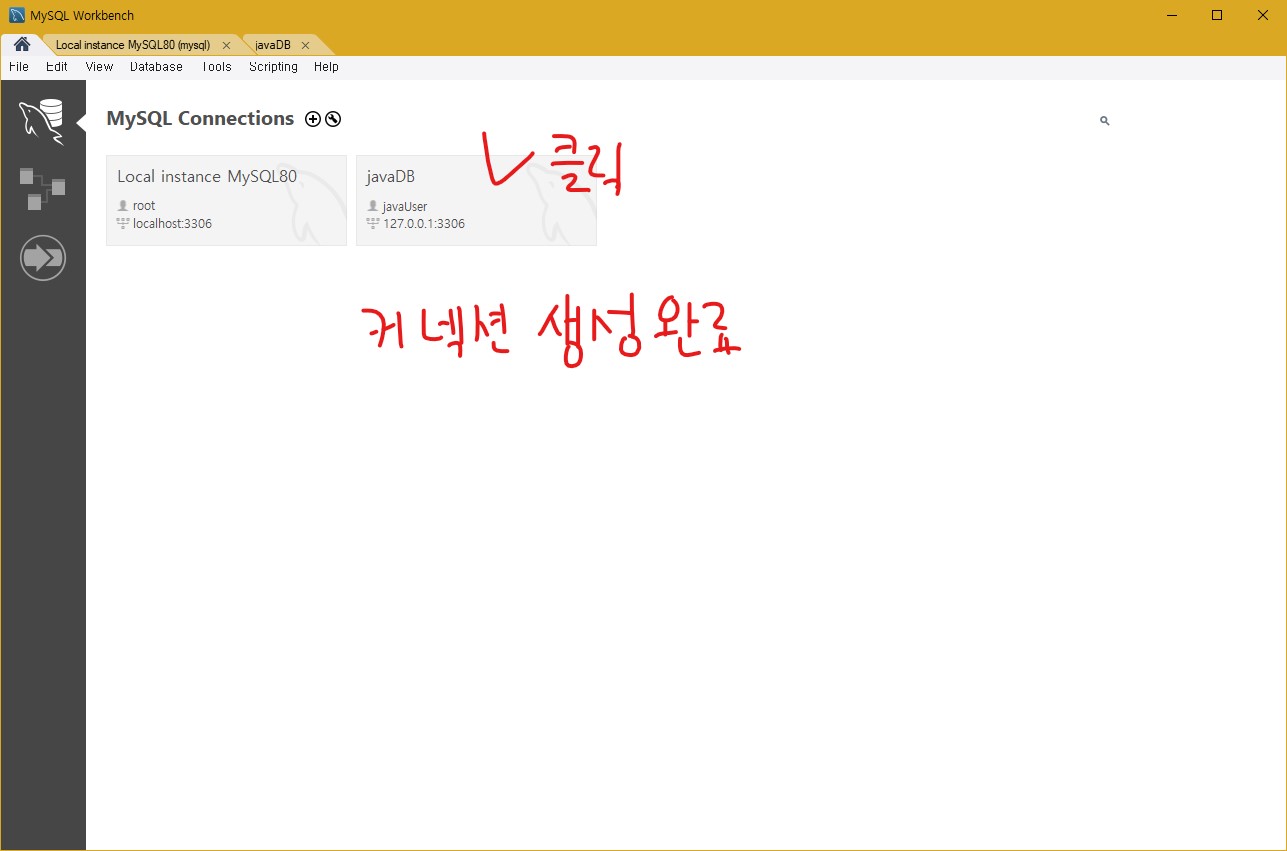 MySQL Workbench
Local instance MySQL80 (mysql) javaDB
File Edit View Database Tools Scripting Help
MySQL Connections
클릭
Local instance MySQL80
root
localhost:3306
javaDB
javaUser
127.0.0.1:3306
커넥션 생성완료